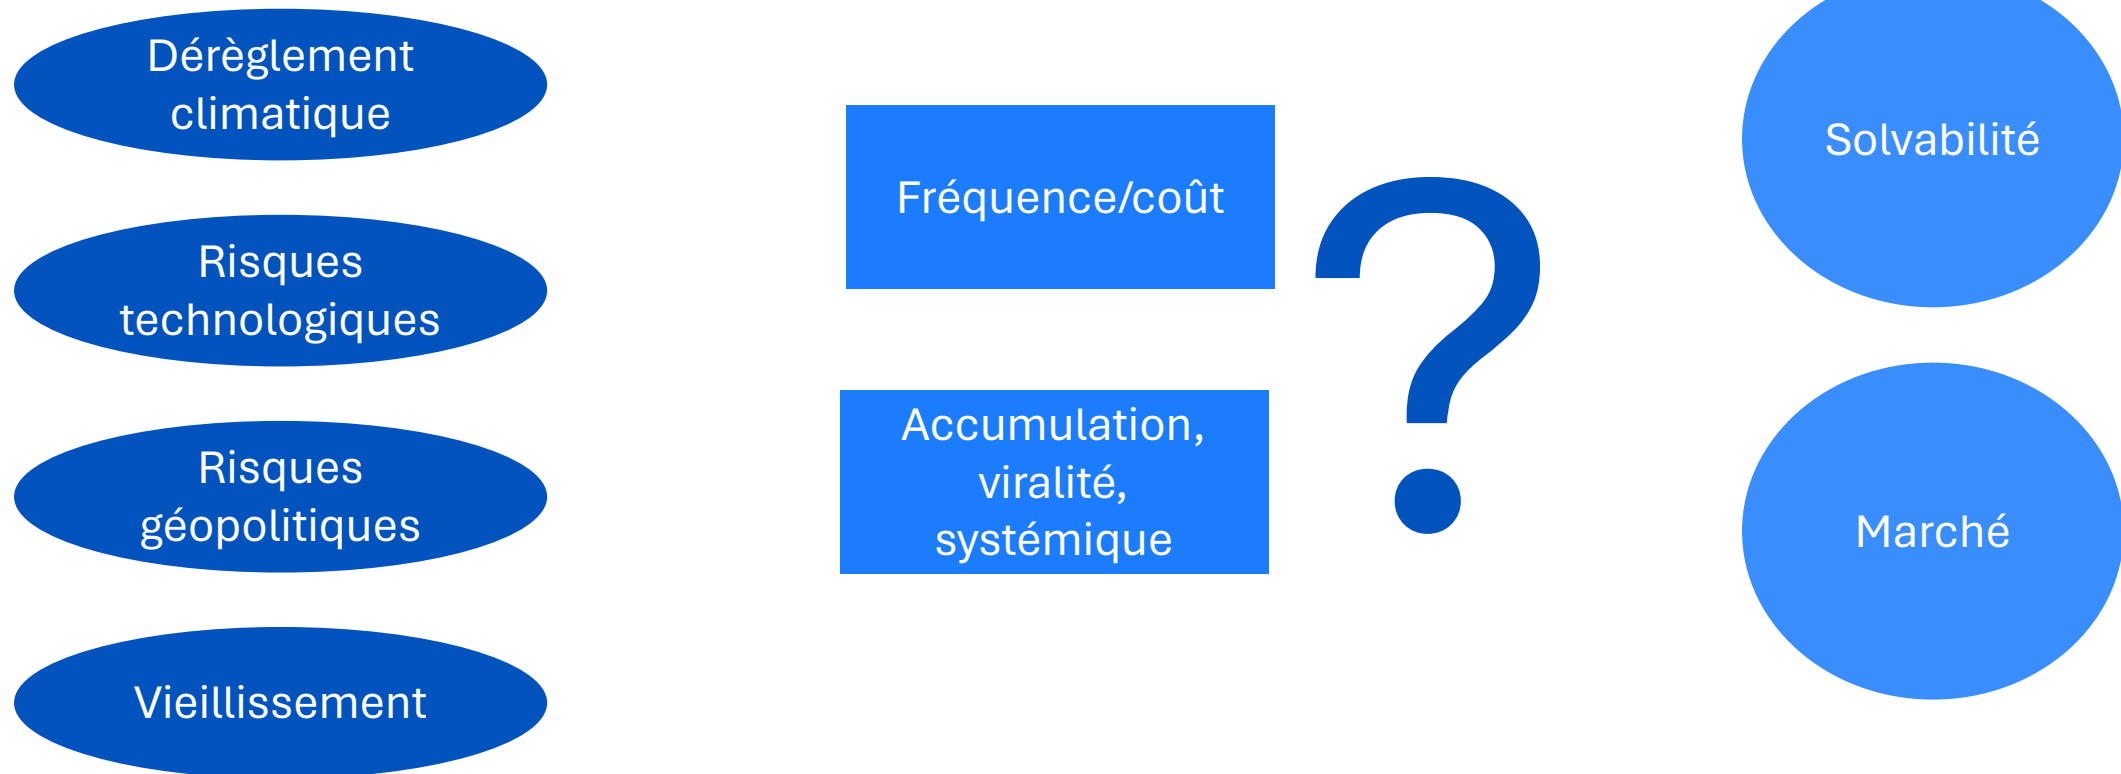 Dérèglement
climatique
Risques
technologiques
Risques
géopolitiques
Vieillissement
Fréquence/coût
Accumulation,
viralité,
systémique
?
Solvabilité
Marché